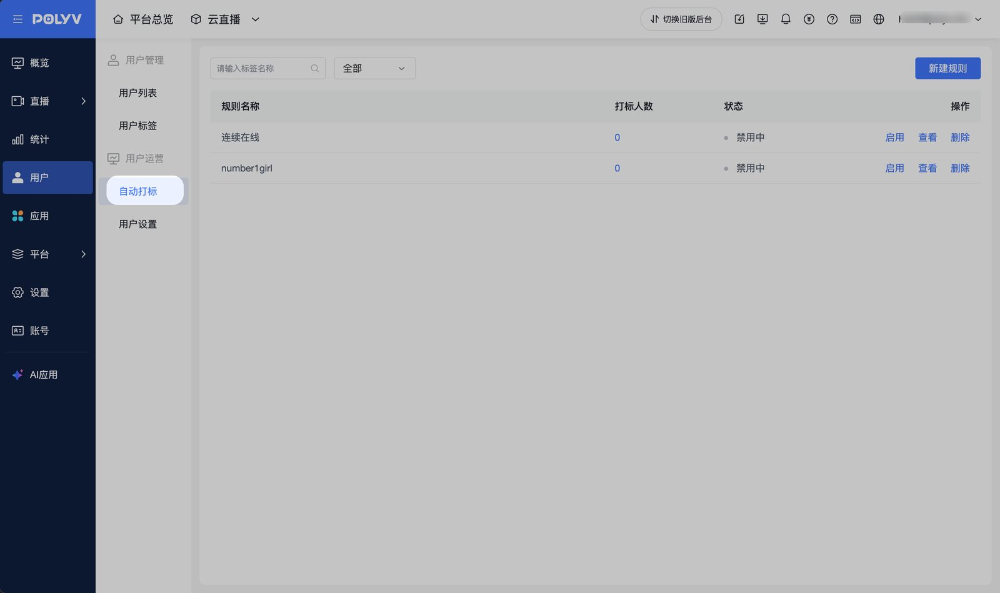 POLYV
平台总览
云直播
切换旧版后台
概览
直播
统计
用户
应用
平台
设置
账号
AI应用
用户管理
用户列表
用户标签
用户运营
自动打标
用户设置
请输入标签名称
全部
新建规则
规则名称 打标人数 状态 操作
连续在线 0 禁用中 启用 查看 删除
number1girl 0 禁用中 启用 查看 删除